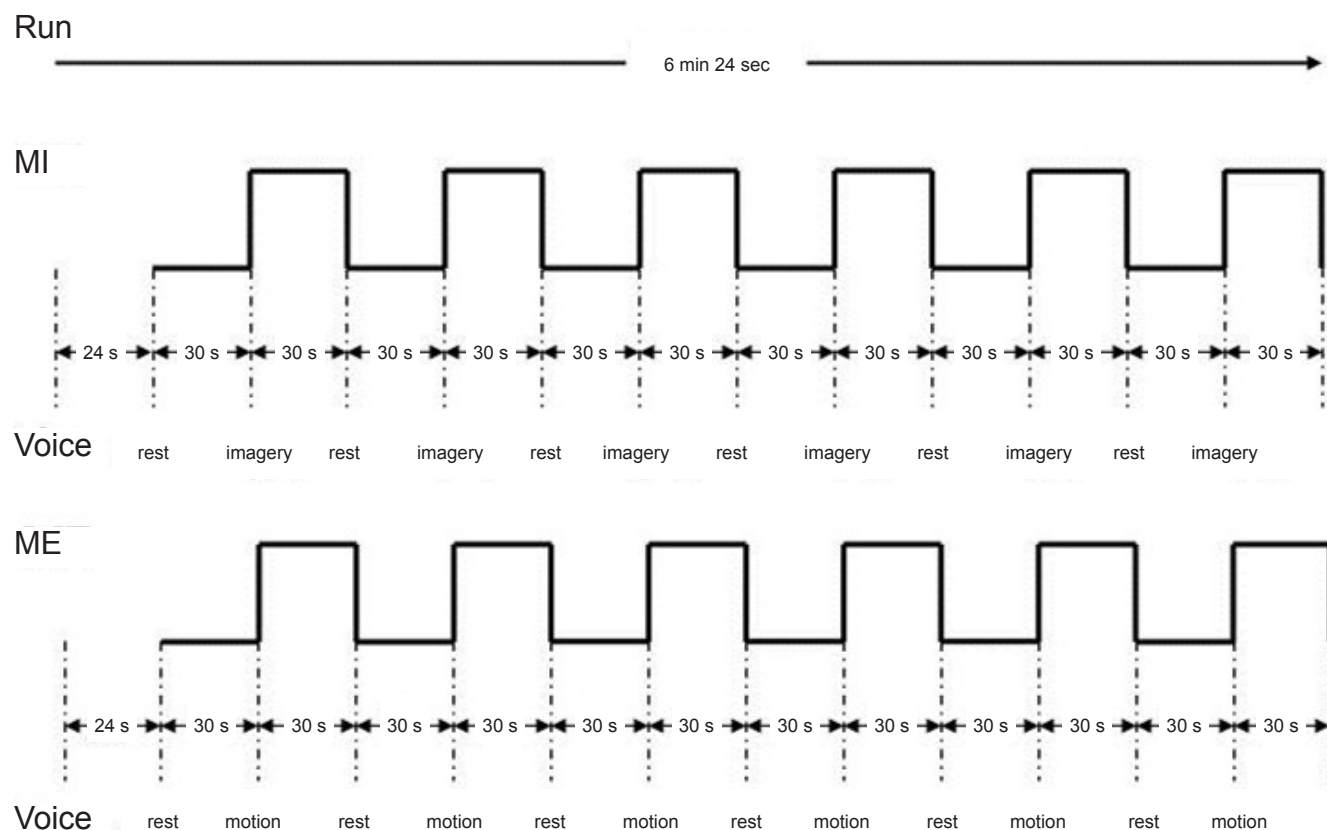 Run
6 min 24 sec
MI
24 s 30 s 30 s 30 s 30 s 30 s 30 s 30 s 30 s 30 s 30 s 30 s 30 s
Voice rest imagery rest imagery rest imagery rest imagery rest imagery rest imagery
ME
24 s 30 s 30 s 30 s 30 s 30 s 30 s 30 s 30 s 30 s 30 s 30 s 30 s
Voice rest motion rest motion rest motion rest motion rest motion rest motion